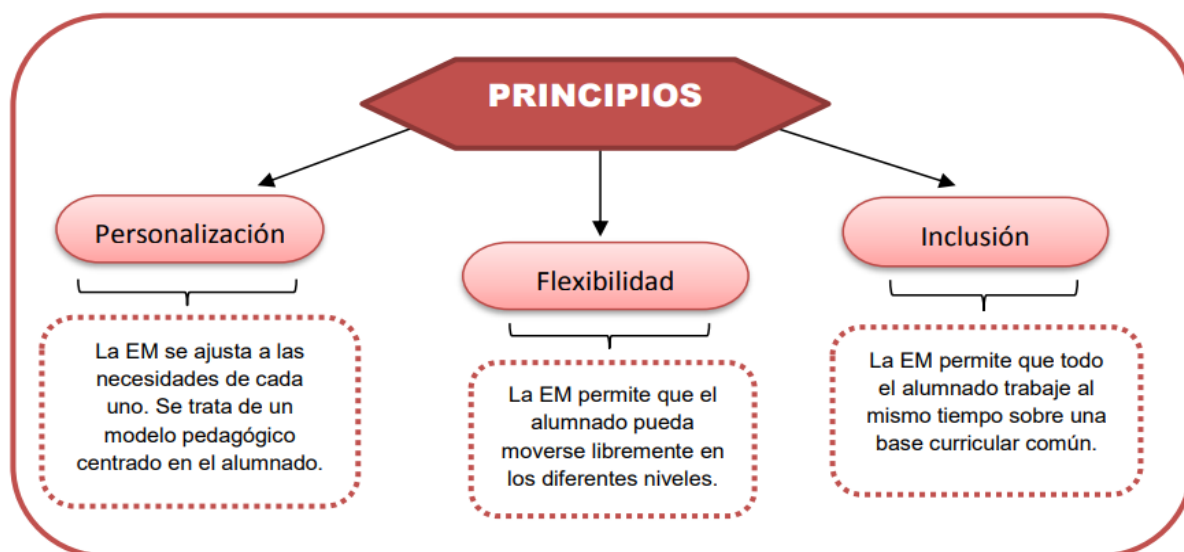 PRINCIPIOS
Personalización
La EM se ajusta a las
necesidades de cada
uno. Se trata de un
modelo pedagógico
centrado en el alumnado.
Flexibilidad
La EM permite que el
alumnado pueda
moverse libremente en
los diferentes niveles.
Inclusión
La EM permite que todo
el alumnado trabaje al
mismo tiempo sobre una
base curricular común.